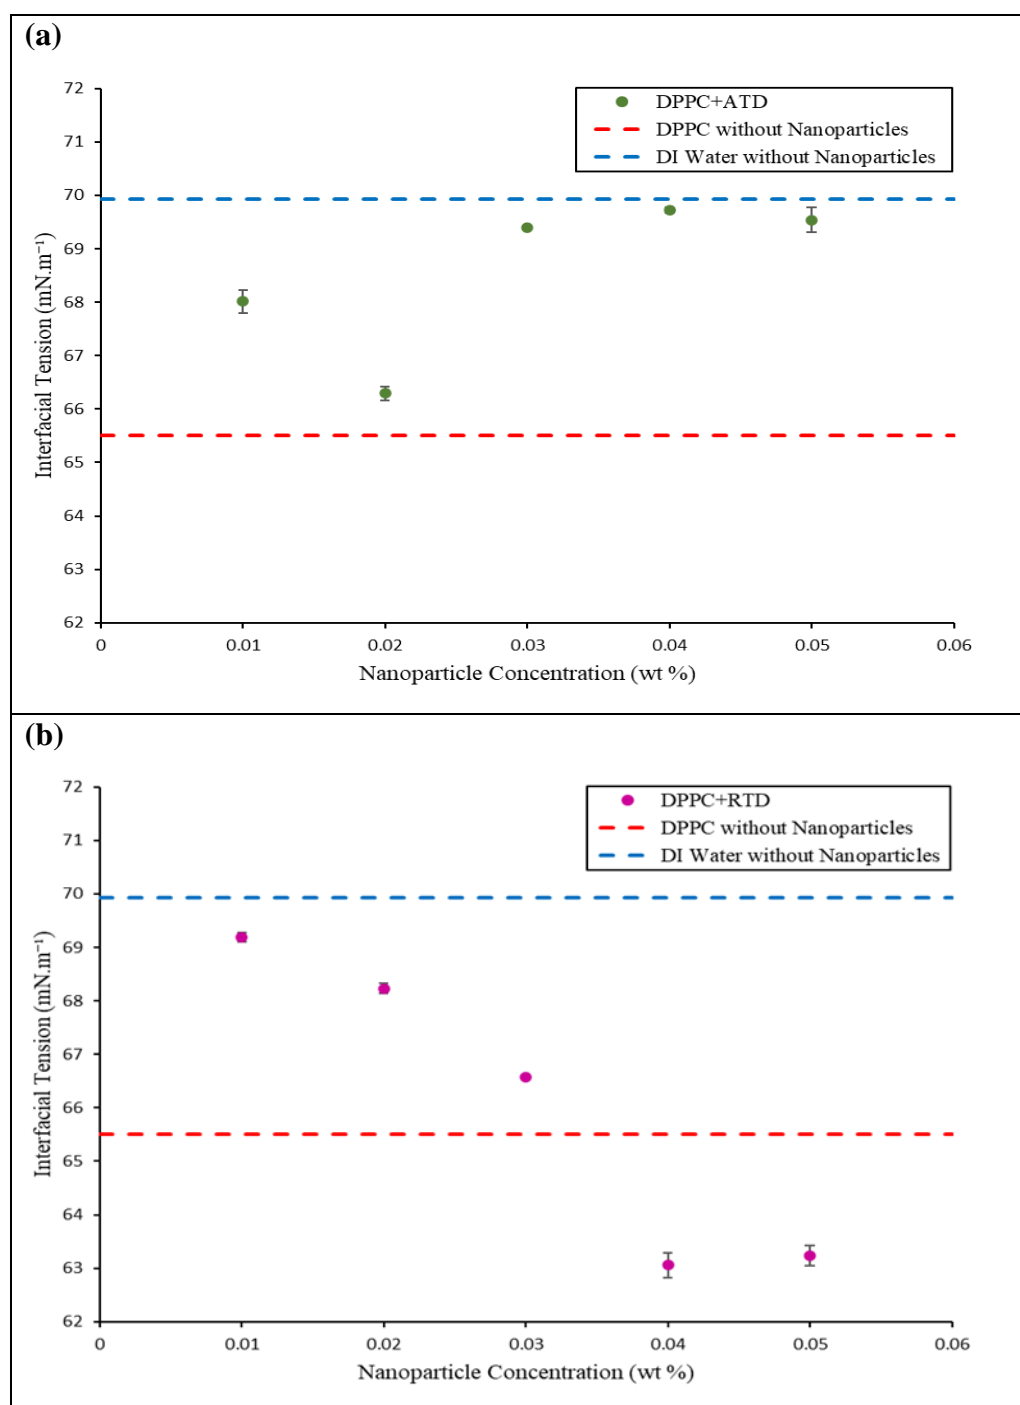 (a)
72
71
70
69
68
67
66
65
64
63
62
Interfacial Tension (mN.m⁻¹)
DPPC+ATD
DPPC without Nanoparticles
DI Water without Nanoparticles
0 0.01 0.02 0.03 0.04 0.05 0.06
Nanoparticle Concentration (wt %)
(b)
72
71
70
69
68
67
66
65
64
63
62
Interfacial Tension (mN.m⁻¹)
DPPC+RTD
DPPC without Nanoparticles
DI Water without Nanoparticles
0 0.01 0.02 0.03 0.04 0.05 0.06
Nanoparticle Concentration (wt %)